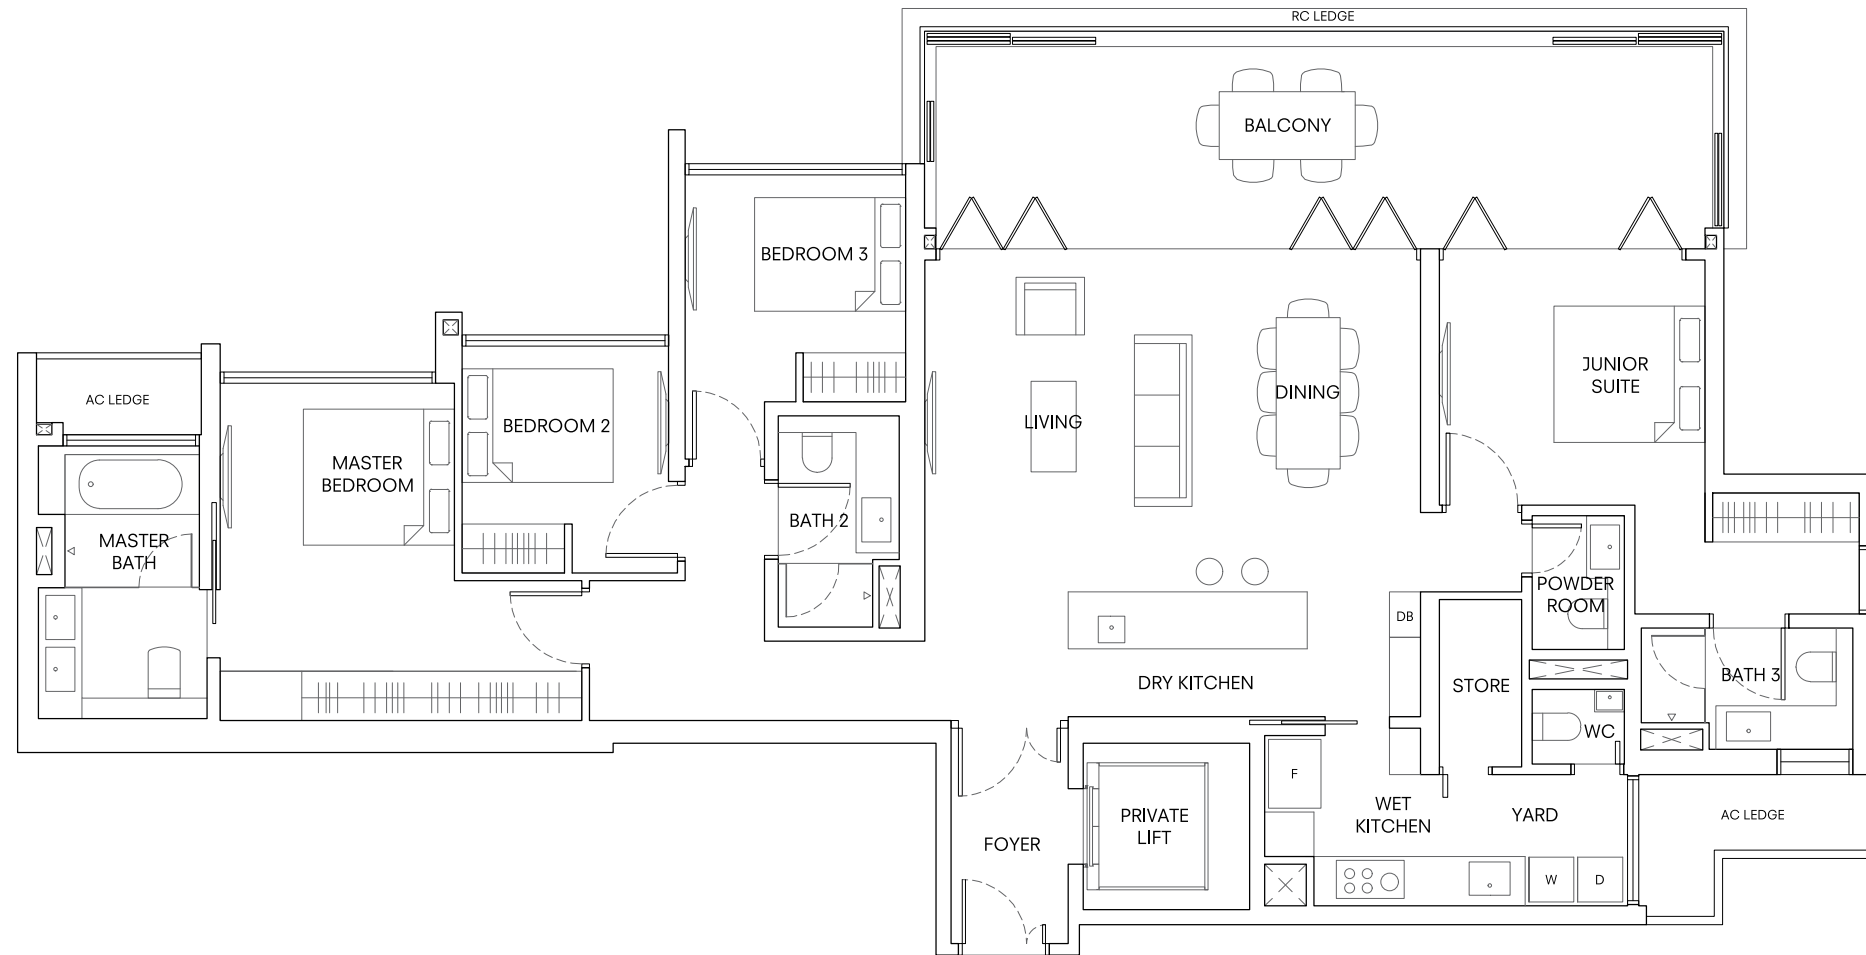 RC LEDGE
BALCONY
BEDROOM 3
JUNIOR
SUITE
DINING
AC LEDGE
LIVING
BEDROOM 2
MASTER
BEDROOM
BATH 2
MASTER
BATH
POWDER
ROOM
DB
BATH 3
DRY KITCHEN
STORE
WC
F
WET
KITCHEN
YARD
AC LEDGE
PRIVATE
LIFT
FOYER
W
D